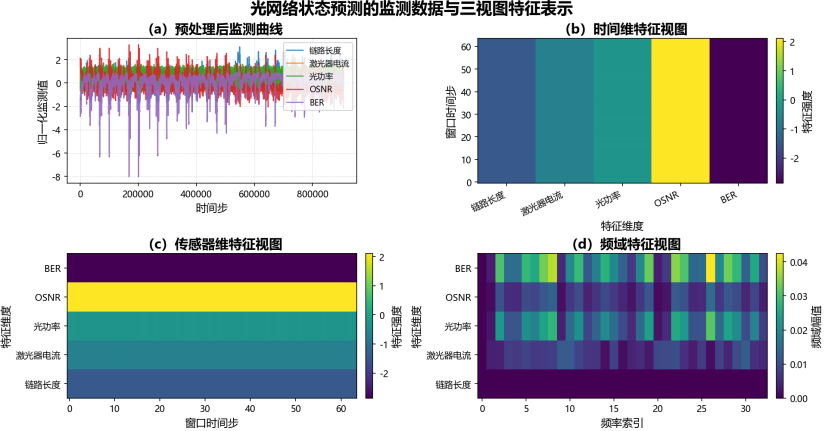 光网络状态预测的监测数据与三视图特征表示
（a）预处理后监测曲线
归一化监测值
2
0
-2
-4
-6
-8
0 200000 400000 600000 800000
时间步
链路长度
激光器电流
光功率
OSNR
BER
（b）时间维特征视图
窗口时间步
60
50
40
30
20
10
0
链路长度 激光器电流 光功率 OSNR BER
特征维度
2
1
0
-1
-2
特征强度
（c）传感器维特征视图
特征维度
BER
OSNR
光功率
激光器电流
链路长度
0 10 20 30 40 50 60
窗口时间步
2
1
0
-1
-2
特征强度
（d）频域特征视图
特征维度
BER
OSNR
光功率
激光器电流
链路长度
0 5 10 15 20 25 30
频率索引
0.04
0.03
0.02
0.01
0.00
频域幅值